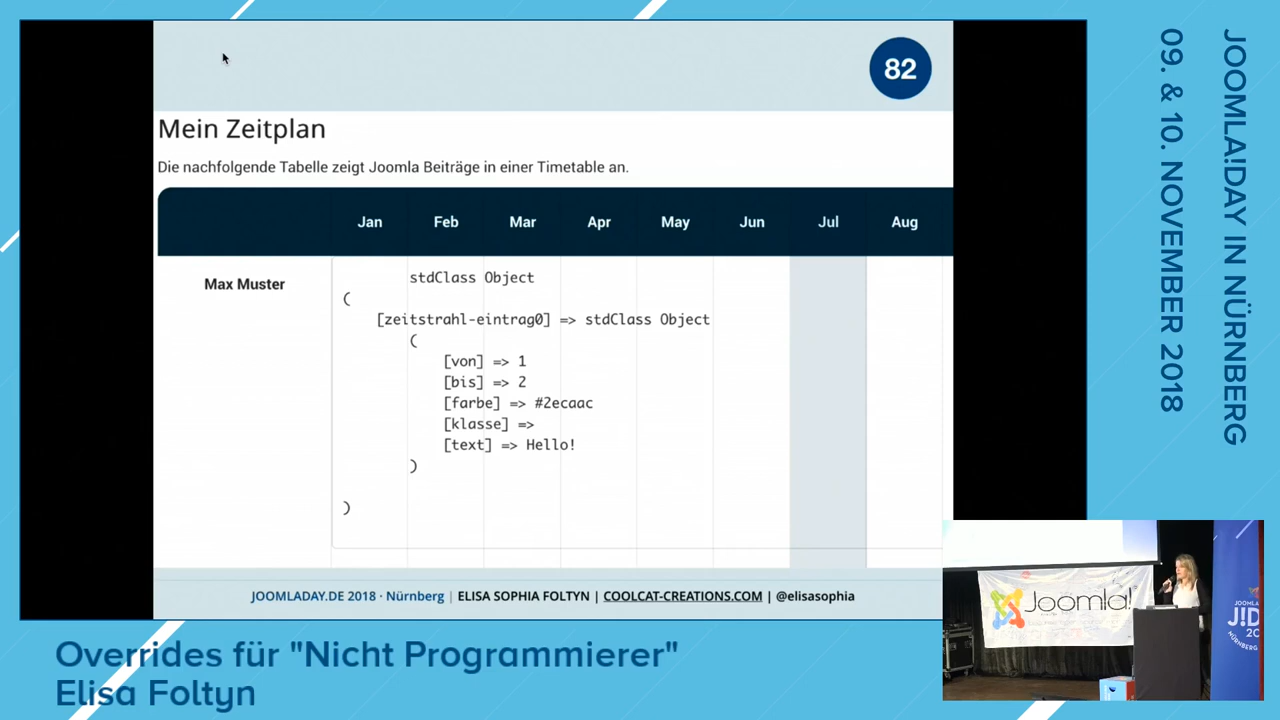 82
Mein Zeitplan
Die nachfolgende Tabelle zeigt Joomla Beiträge in einer Timetable an.
Jan Feb Mar Apr May Jun Jul Aug
Max Muster
stdClass Object
(
[zeitstrahl-eintrag0] => stdClass Object
(
[von] => 1
[bis] => 2
[farbe] => #2ecaac
[klasse] =>
[text] => Hello!
)
)
JOOMLADAY.DE 2018 · Nürnberg | ELISA SOPHIA FOLTYN | COOLCAT-CREATIONS.COM | @elisasophia
JOOMLA!DAY IN NÜRNBERG
09. & 10. NOVEMBER 2018
Joomla!
Overrides für "Nicht Programmierer"
Elisa Foltyn